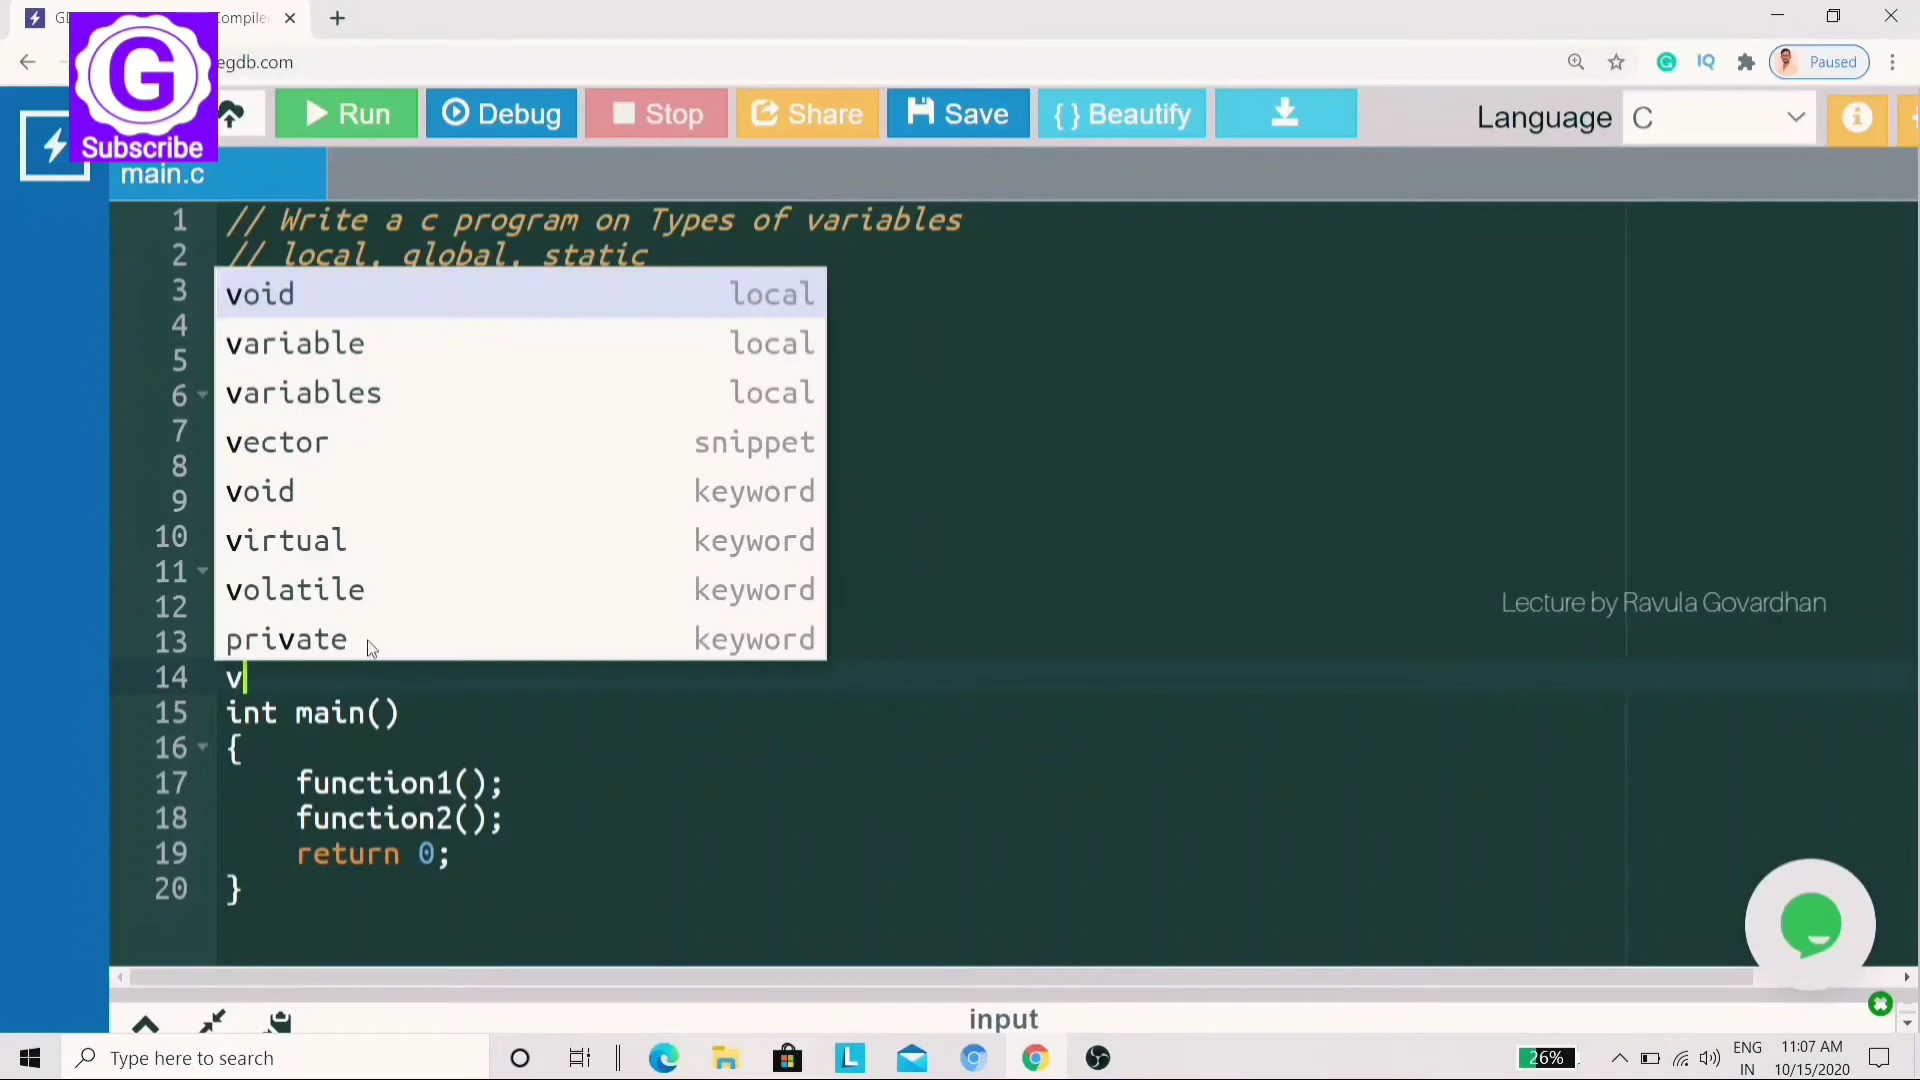 GD
Compiler
egdb.com
Paused
G
Subscribe
Run
Debug
Stop
Share
Save
{ } Beautify
Language
C
main.c
1 // Write a c program on Types of variables
2 // local, global, static
3
4
5
6
7
8
9
10
11
12
13
void local
variable local
variables local
vector snippet
void keyword
virtual keyword
volatile keyword
private keyword
Lecture by Ravula Govardhan
14 v
15 int main()
16 {
17 function1();
18 function2();
19 return 0;
20 }
input
Type here to search
26%
ENG
IN
11:07 AM
10/15/2020